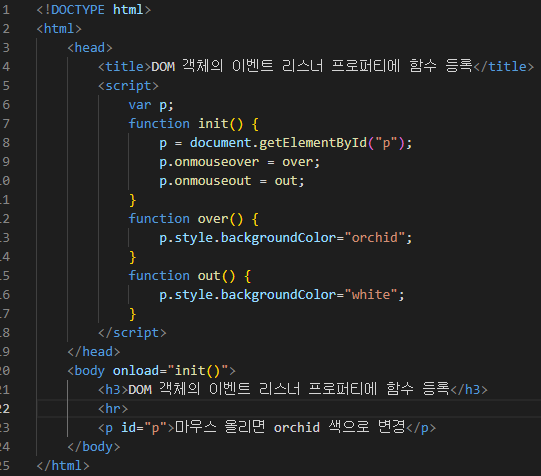 1 <!DOCTYPE html>
2 <html>
3     <head>
4         <title>DOM 객체의 이벤트 리스너 프로퍼티에 함수 등록</title>
5         <script>
6             var p;
7             function init() {
8                 p = document.getElementById("p");
9                 p.onmouseover = over;
10                 p.onmouseout = out;
11             }
12             function over() {
13                 p.style.backgroundColor="orchid";
14             }
15             function out() {
16                 p.style.backgroundColor="white";
17             }
18         </script>
19     </head>
20     <body onload="init()">
21         <h3>DOM 객체의 이벤트 리스너 프로퍼티에 함수 등록</h3>
22         <hr>
23         <p id="p">마우스 올리면 orchid 색으로 변경</p>
24     </body>
25 </html>